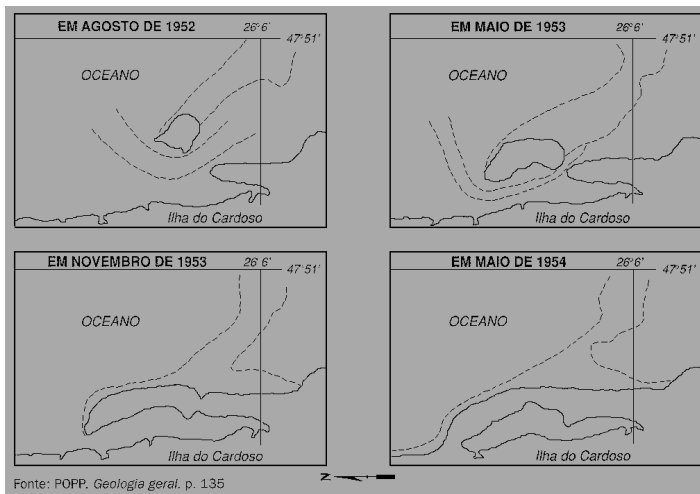 EM AGOSTO DE 1952
26°6'
47°51'
OCEANO
Ilha do Cardoso
EM MAIO DE 1953
26°6'
47°51'
OCEANO
Ilha do Cardoso
EM NOVEMBRO DE 1953
26°6'
47°51'
OCEANO
Ilha do Cardoso
EM MAIO DE 1954
26°6'
47°51'
OCEANO
Ilha do Cardoso
Fonte: POPP. Geologia geral. p. 135
N